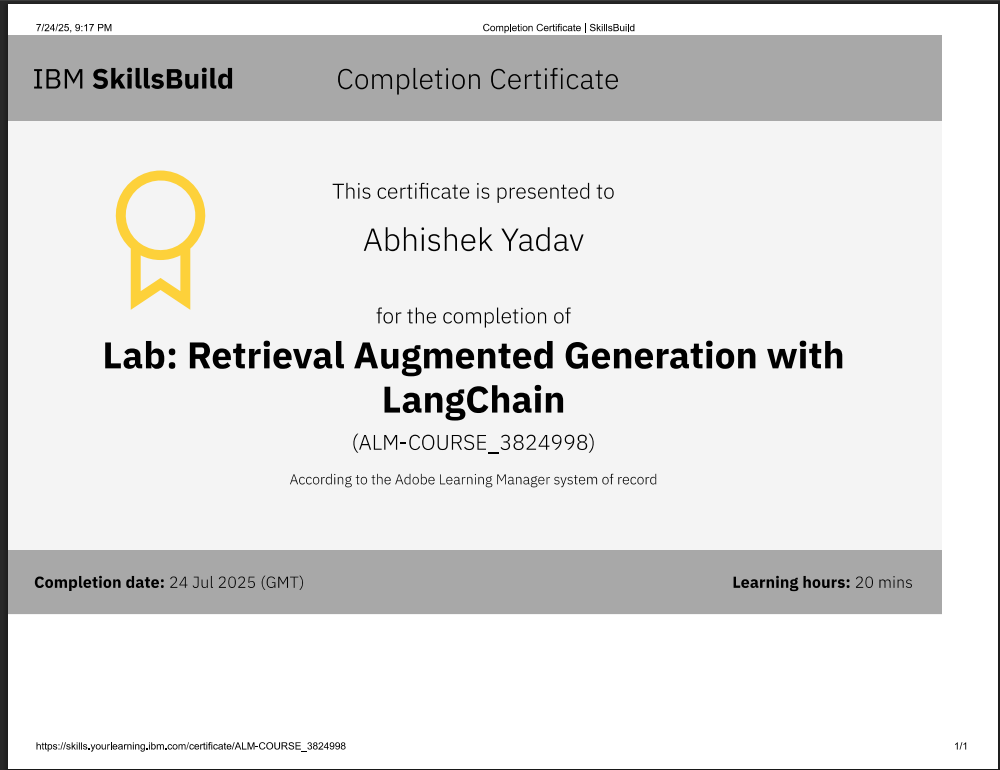 7/24/25, 9:17 PM Completion Certificate | SkillsBuild
IBM SkillsBuild Completion Certificate
This certificate is presented to
Abhishek Yadav
for the completion of
Lab: Retrieval Augmented Generation with
LangChain
(ALM-COURSE_3824998)
According to the Adobe Learning Manager system of record
Completion date: 24 Jul 2025 (GMT) Learning hours: 20 mins
https://skills.yourlearning.ibm.com/certificate/ALM-COURSE_3824998 1/1